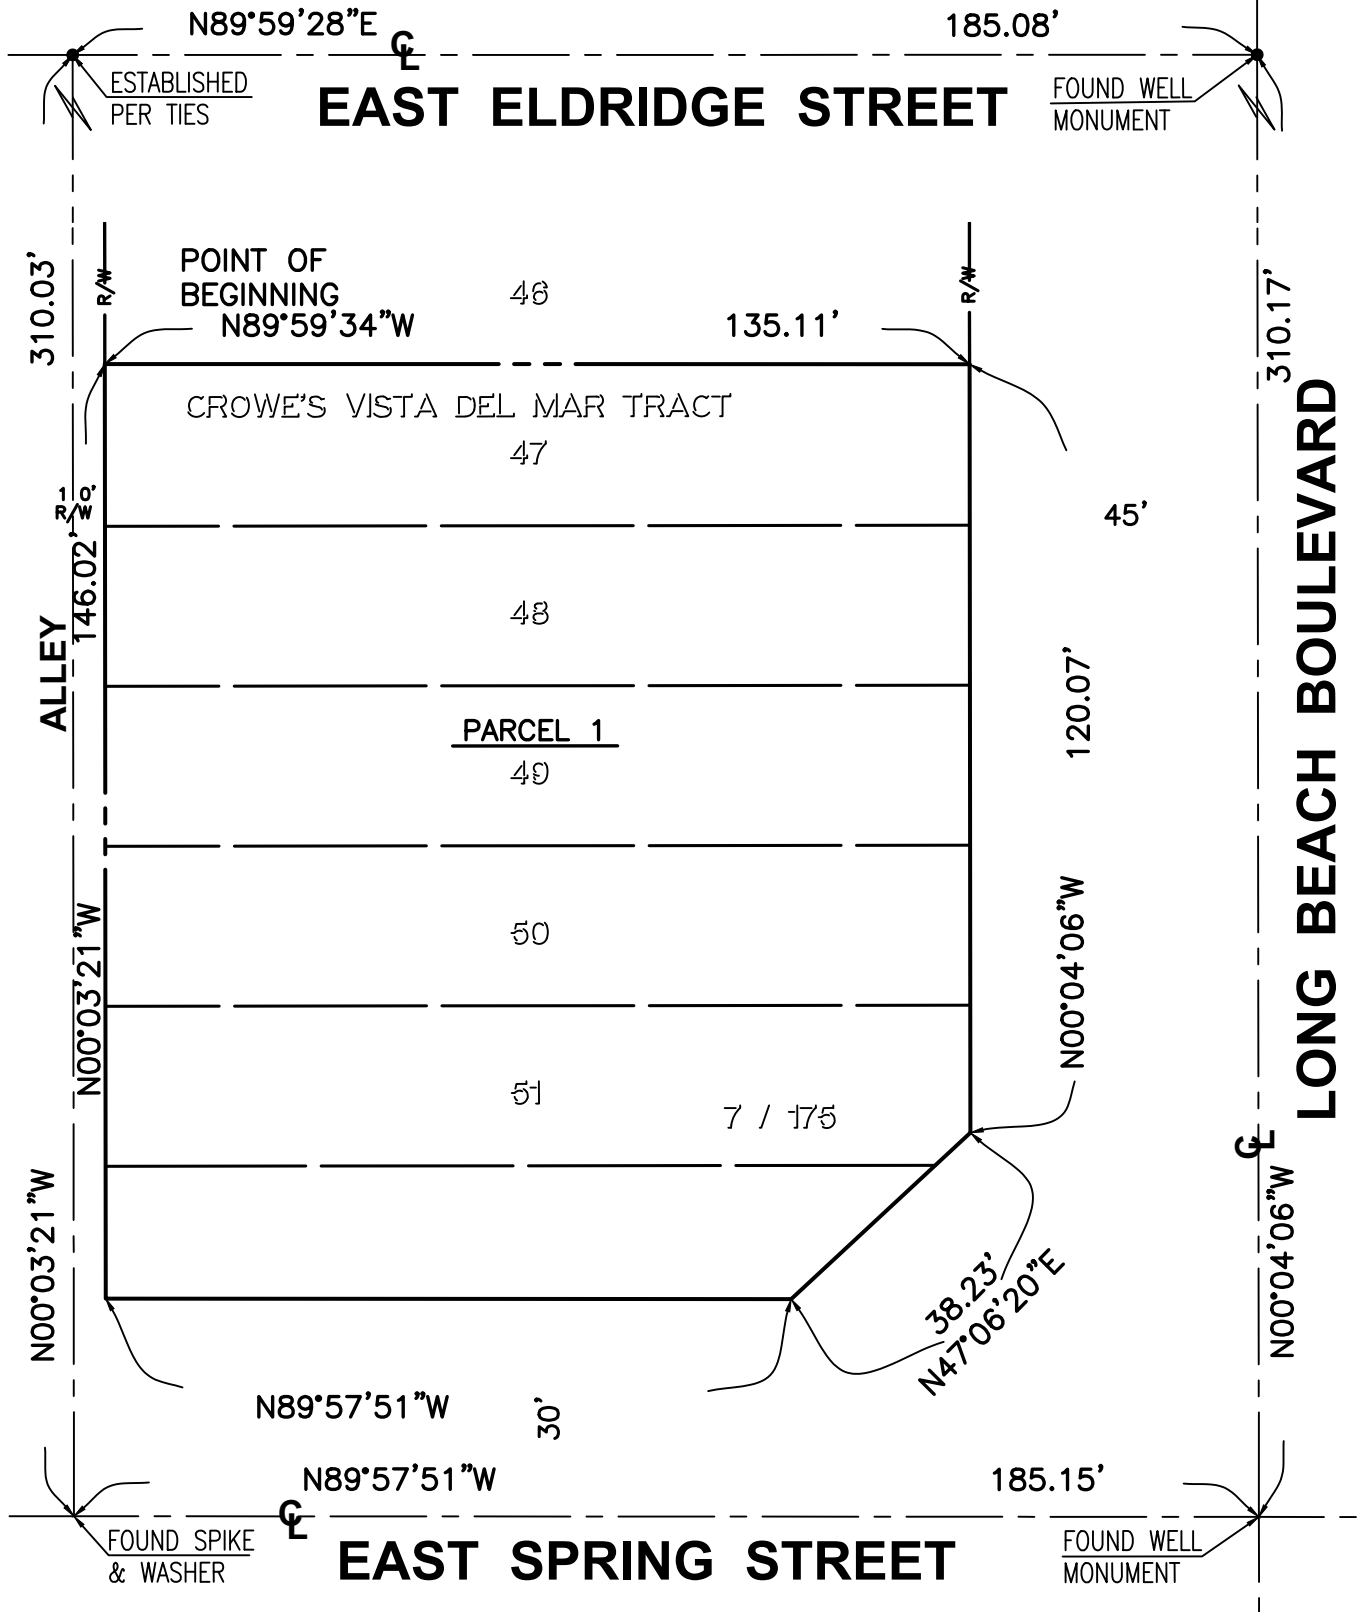 N89°59'28"E
185.08'
CL
ESTABLISHED
PER TIES
EAST ELDRIDGE STREET
FOUND WELL
MONUMENT
310.03'
R/W
POINT OF
BEGINNING
46
R/W
310.17'
N89°59'34"W
135.11'
CROWE'S VISTA DEL MAR TRACT
47
10'
R/W
45'
146.02'
ALLEY
48
120.07'
LONG BEACH BOULEVARD
PARCEL 1
49
N00°03'21"W
50
N00°04'06"W
51
7 / 175
CL
N00°03'21"W
N00°04'06"W
38.23'
N47°06'20"E
N89°57'51"W
30'
N89°57'51"W
185.15'
CL
FOUND SPIKE
& WASHER
EAST SPRING STREET
FOUND WELL
MONUMENT